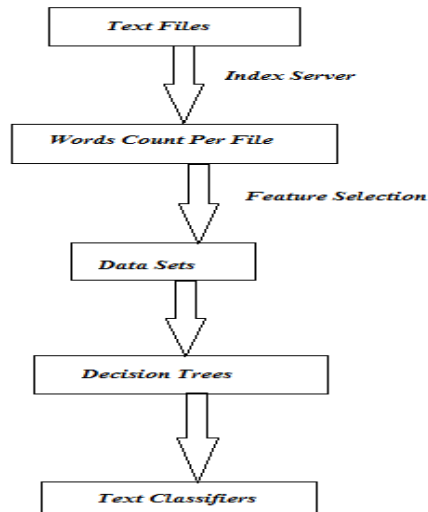 Text Files
Index Server
Words Count Per File
Feature Selection
Data Sets
Decision Trees
Text Classifiers